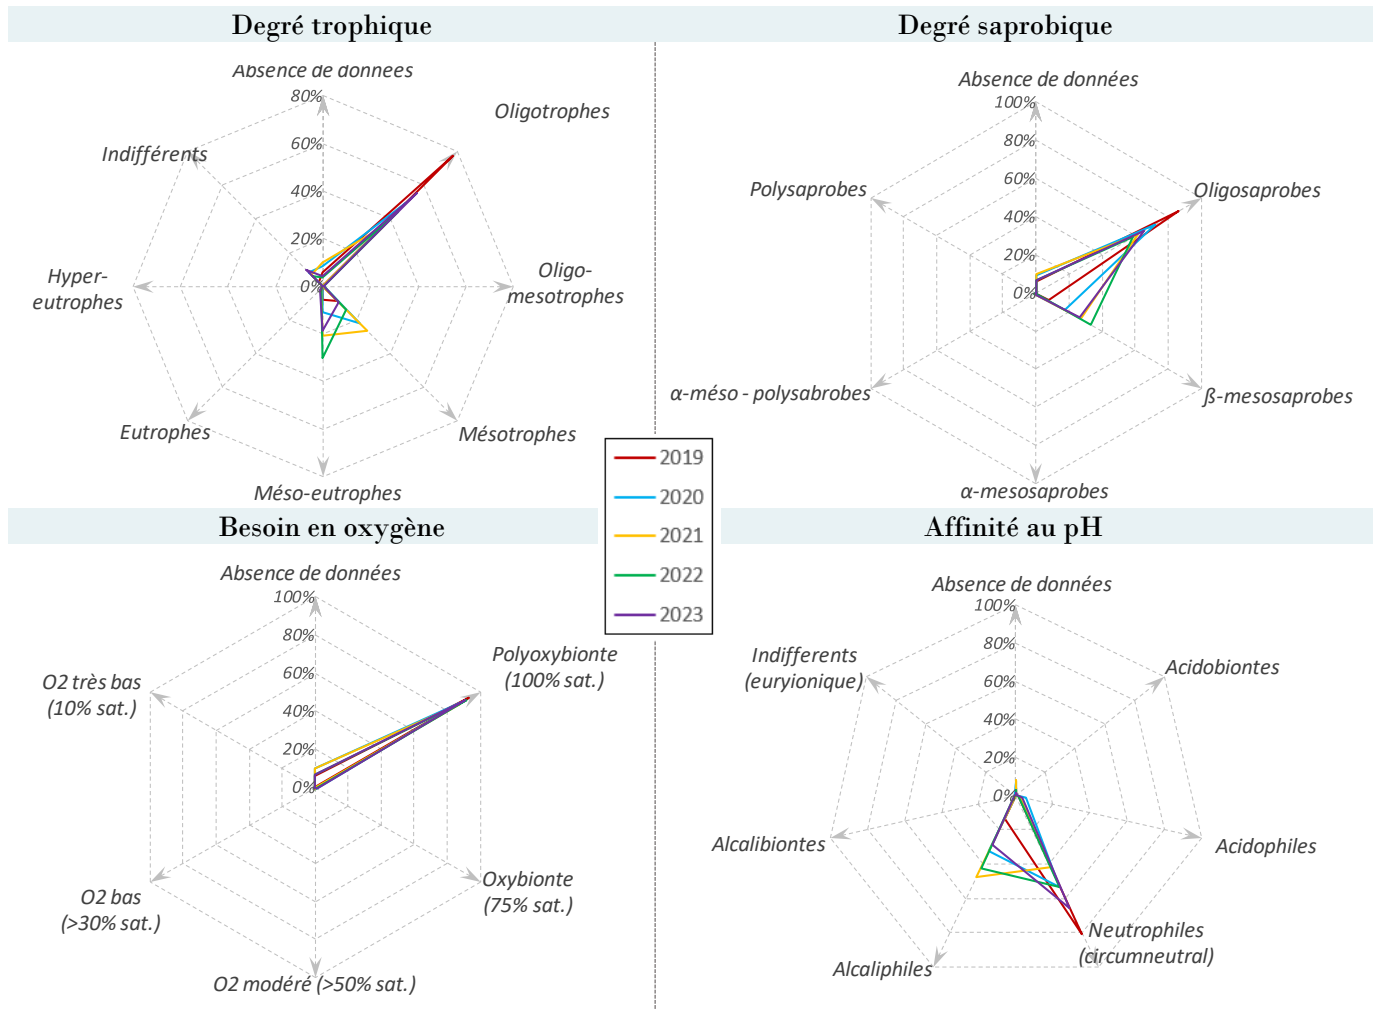 Degré trophique
Absence de données
80%
Oligotrophes
60%
Indifférents
40%
20%
Hyper-
eutrophes
0%
Oligo-
mesotrophes
Eutrophes
Mésotrophes
Méso-eutrophes
Degré saprobique
Absence de données
100%
80%
Polysaprobes
Oligosaprobes
60%
40%
20%
0%
α-méso - polysabrobes
ß-mesosaprobes
α-mesosaprobes
2019
2020
2021
2022
2023
Besoin en oxygène
Absence de données
100%
80%
Polyoxybionte
(100% sat.)
O2 très bas
(10% sat.)
60%
40%
20%
0%
O2 bas
(>30% sat.)
Oxybionte
(75% sat.)
O2 modéré (>50% sat.)
Affinité au pH
Absence de données
100%
80%
Indifferents
(euryionique)
Acidobiontes
60%
40%
20%
0%
Alcalibiontes
Acidophiles
Neutrophiles
(circumneutral)
Alcaliphiles